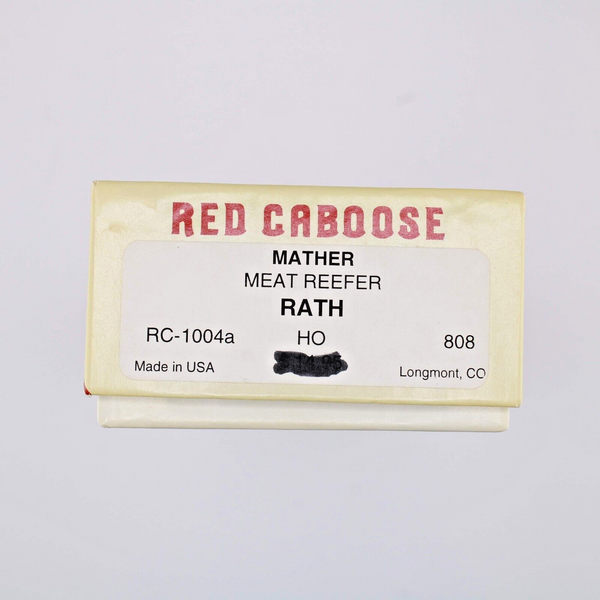 RED CABOOSE
MATHER
MEAT REEFER
RATH
RC-1004a HO 808
Made in USA Longmont, CO